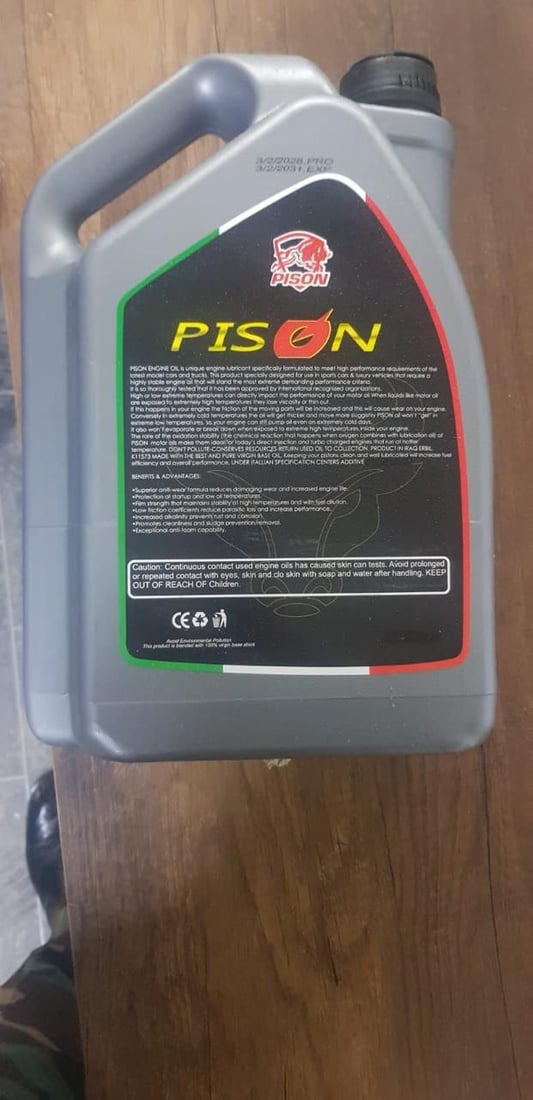 3/2/2028.PRO
3/2/2031.EXP
PISON
PISON
PISON ENGINE OIL is unique engine lubricant specifically formulated to meet high performance requirements of the
latest model cars and trucks. This product specially designed for use in sports cars & luxury vehicles that require a
highly stable engine oil that will stand the most extreme demanding performance criteria.
It is so thoroughly tested that it has been approved by international recognized organizations.
High or low extreme temperatures can directly impact the performance of your motor oil When liquids like motor oil
are exposed to extremely high temperatures they lose viscosity or thin out.
If this happens in your engine the friction of the moving parts will be increased and this will cause wear on your engine.
Conversely in extremely cold temperatures the oil will get thicker and move more sluggishly PISON oil won't "gel" in
extreme low temperatures, so your engine can still pump oil even on extremely cold days.
It also won't evaporate or break down when exposed to extreme high temperatures inside your engine.
The rate of the oxidation stability (the chemical reaction that happens when oxygen combines with lubrication oil) of
PISON motor oils make them ideal for today's direct injection and turbo charged engines that run at hotter
temperature. DIDN'T POLLUTE-CONSERVES RESOURCES-RETURN USED OIL TO COLLECTION. PRODUCT IN IRAQ ERBIL
K11573 MADE WITH THE BEST AND PURE VIRGIN BASE OIL. Keeping your pistons clean and well lubricated will increase fuel
efficiency and overall performance. UNDER ITALLIAN SPECIFICATION CENTERS ADDITIVE
BENEFITS & ADVANTAGES:
•Superior anti-wear formula reduces damaging wear and increased engine life.
•Protection at startup and low oil temperatures.
•Film strength that maintains stability at high temperatures and with fuel dilution.
•Low friction coefficients reduce parasitic loss and increase performance.
•Increased alkalinity prevents rust and corrosion.
•Promotes cleanliness and sludge prevention/removal.
•Exceptional anti-foam capability.
Caution: Continuous contact used engine oils has caused skin can tests. Avoid prolonged
or repeated contact with eyes, skin and clo skin with soap and water after handling. KEEP
OUT OF REACH OF Children.
CE
Avoid Environmental Pollution
This product is blended with 100% virgin base stock